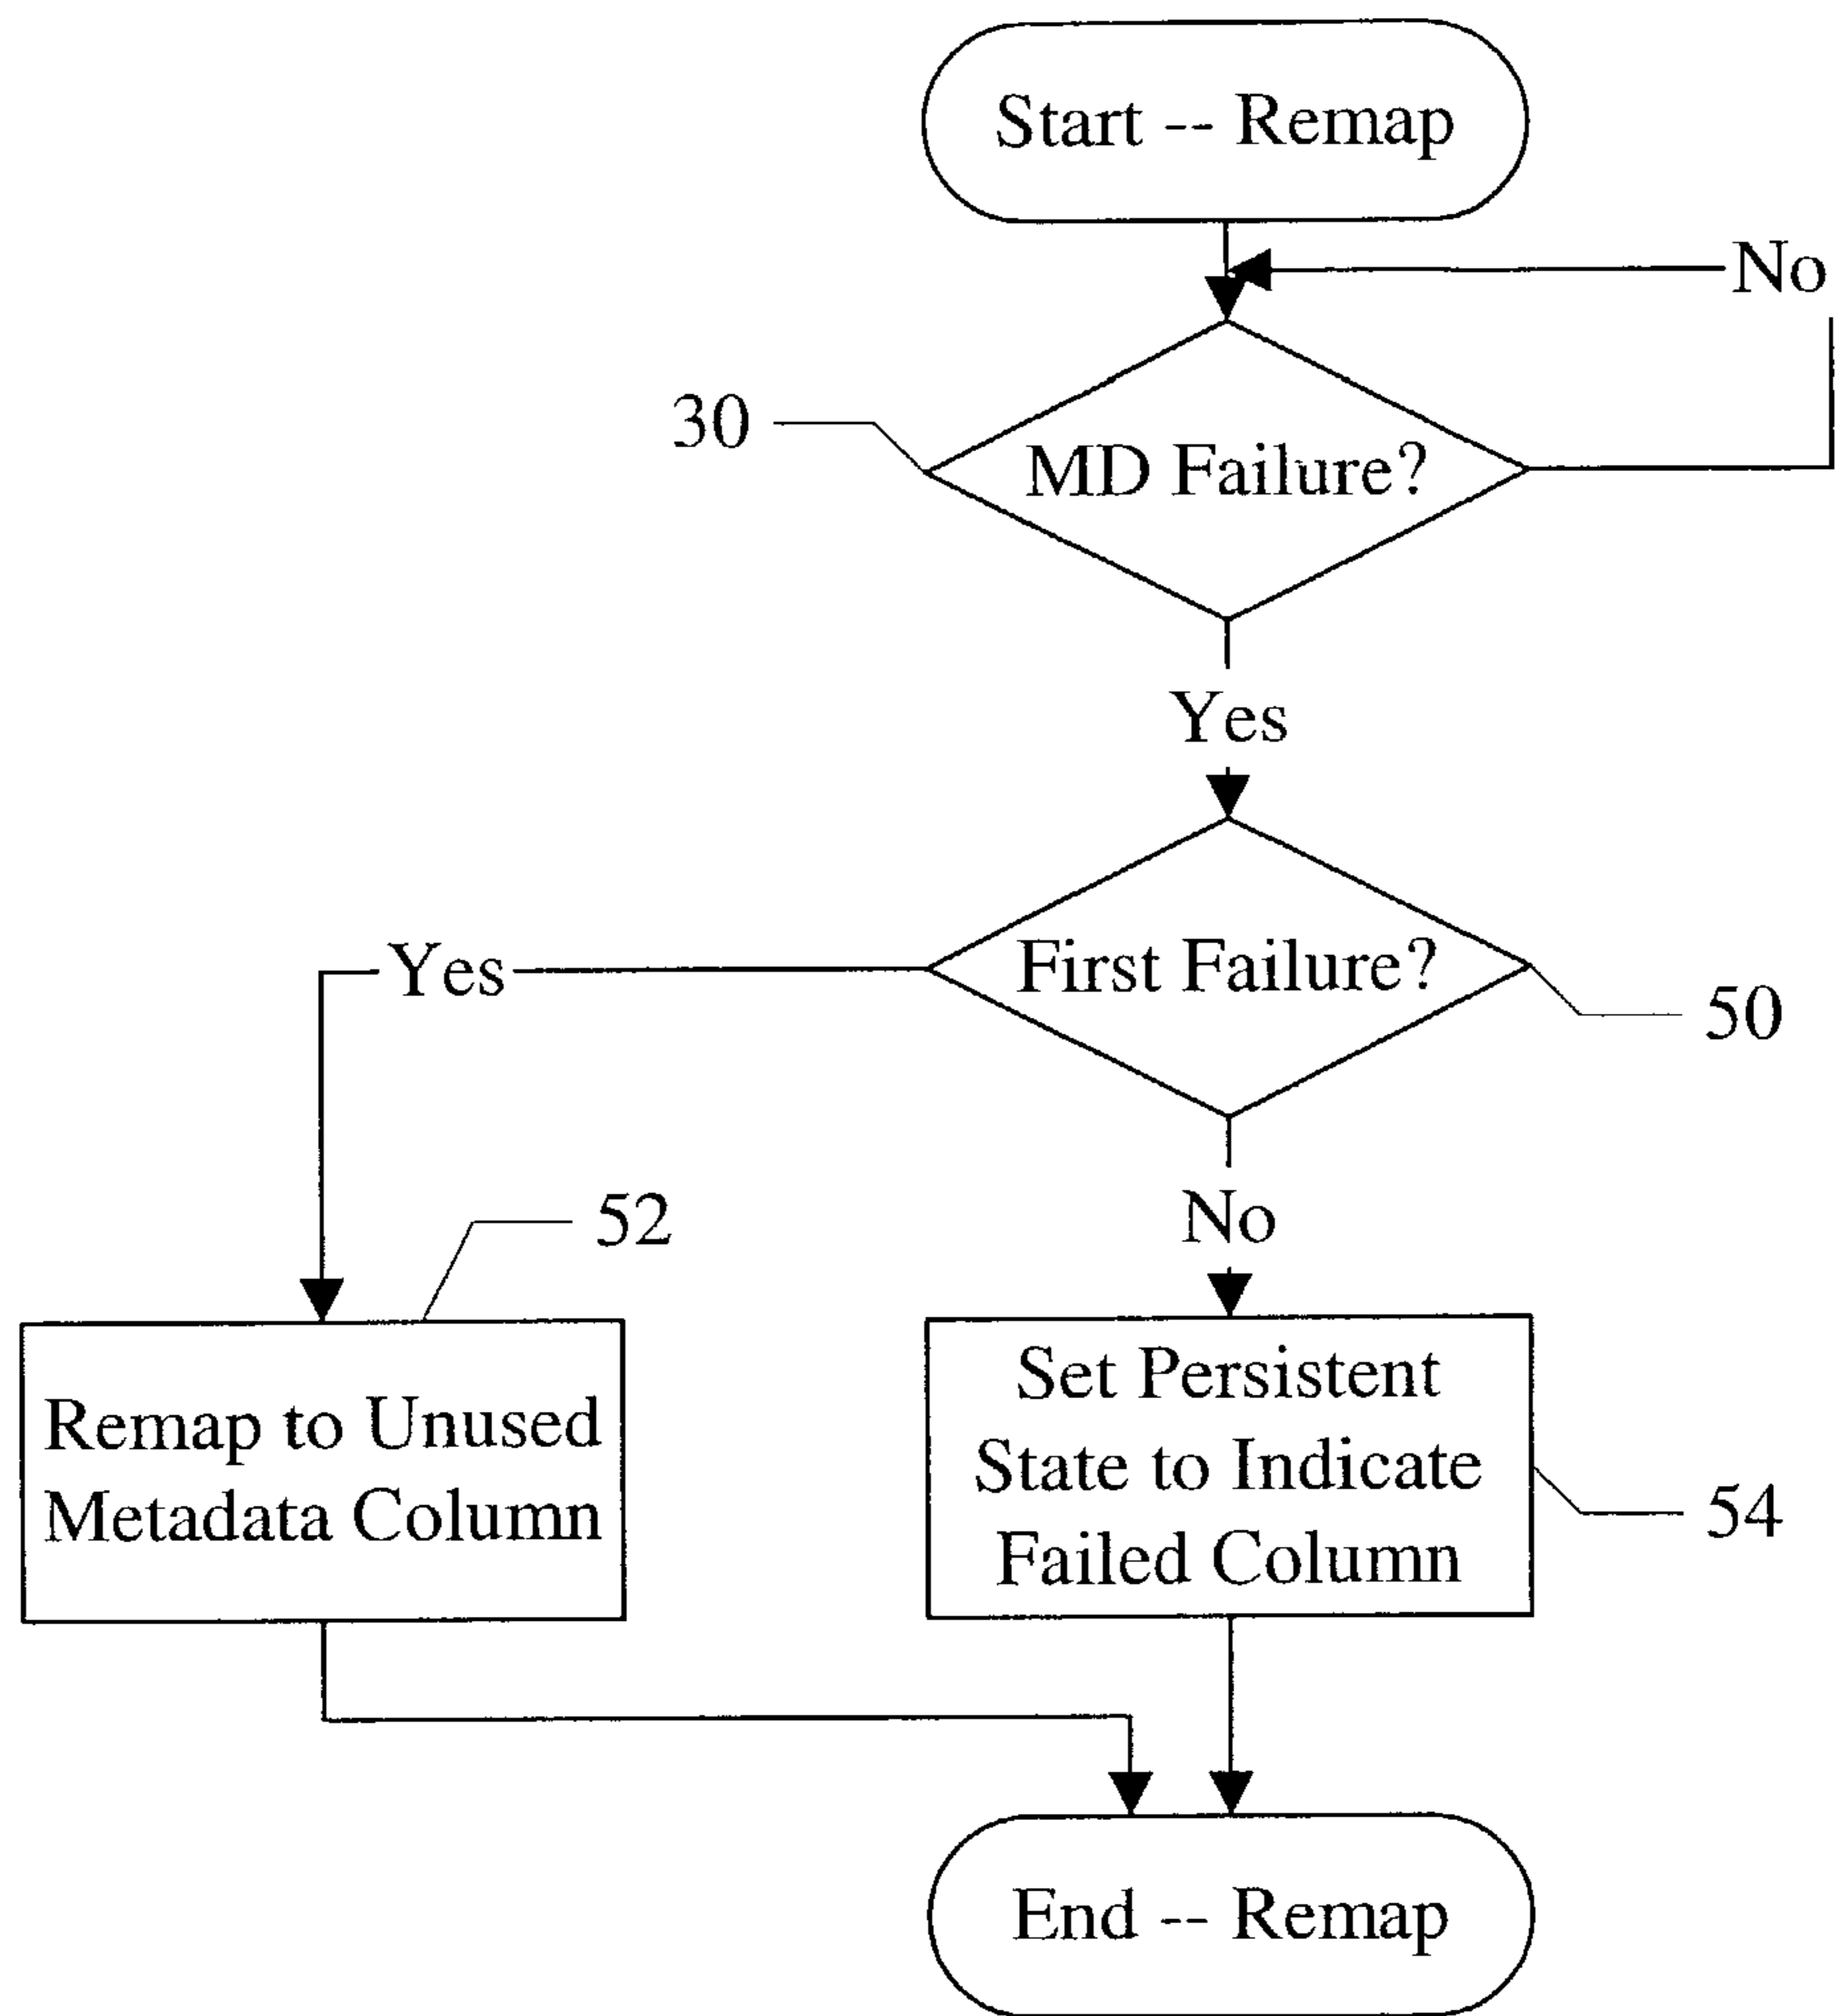 Start -- Remap
No
30
MD Failure?
Yes
First Failure?
Yes
50
No
52
Remap to Unused
Metadata Column
Set Persistent
State to Indicate
Failed Column
54
End -- Remap